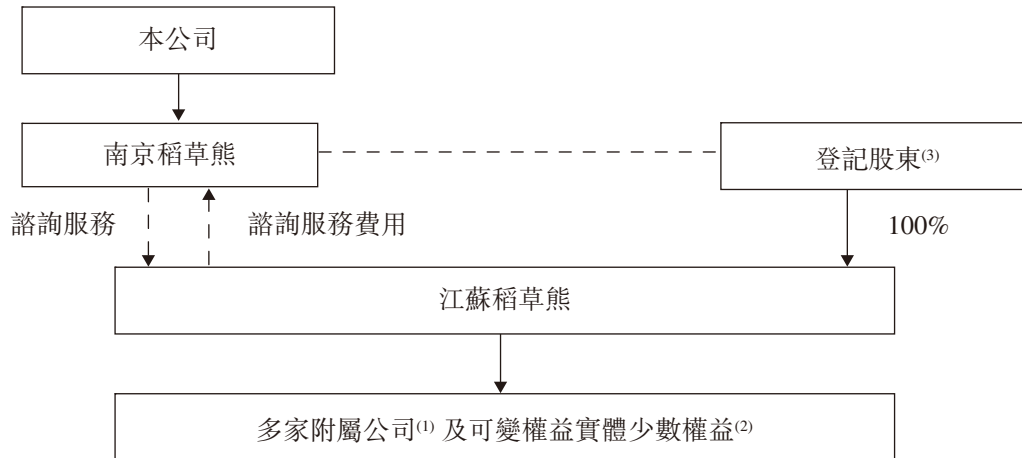 本公司
南京稻草熊
登記股東(3)
諮詢服務
諮詢服務費用
100%
江蘇稻草熊
多家附屬公司(1) 及可變權益實體少數權益(2)